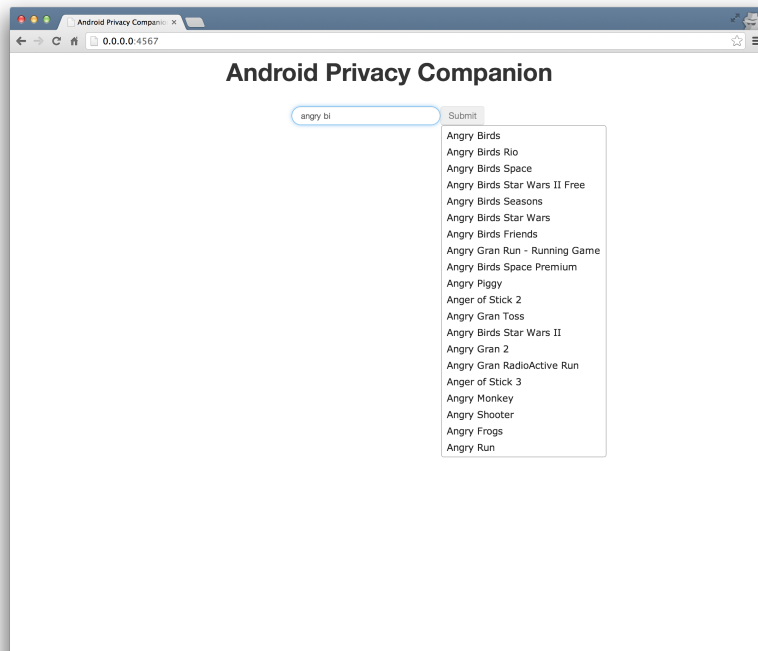 Android Privacy Companio
0.0.0.0:4567
Android Privacy Companion
angry bi
Submit
Angry Birds
Angry Birds Rio
Angry Birds Space
Angry Birds Star Wars II Free
Angry Birds Seasons
Angry Birds Star Wars
Angry Birds Friends
Angry Gran Run - Running Game
Angry Birds Space Premium
Angry Piggy
Anger of Stick 2
Angry Gran Toss
Angry Birds Star Wars II
Angry Gran 2
Angry Gran RadioActive Run
Anger of Stick 3
Angry Monkey
Angry Shooter
Angry Frogs
Angry Run